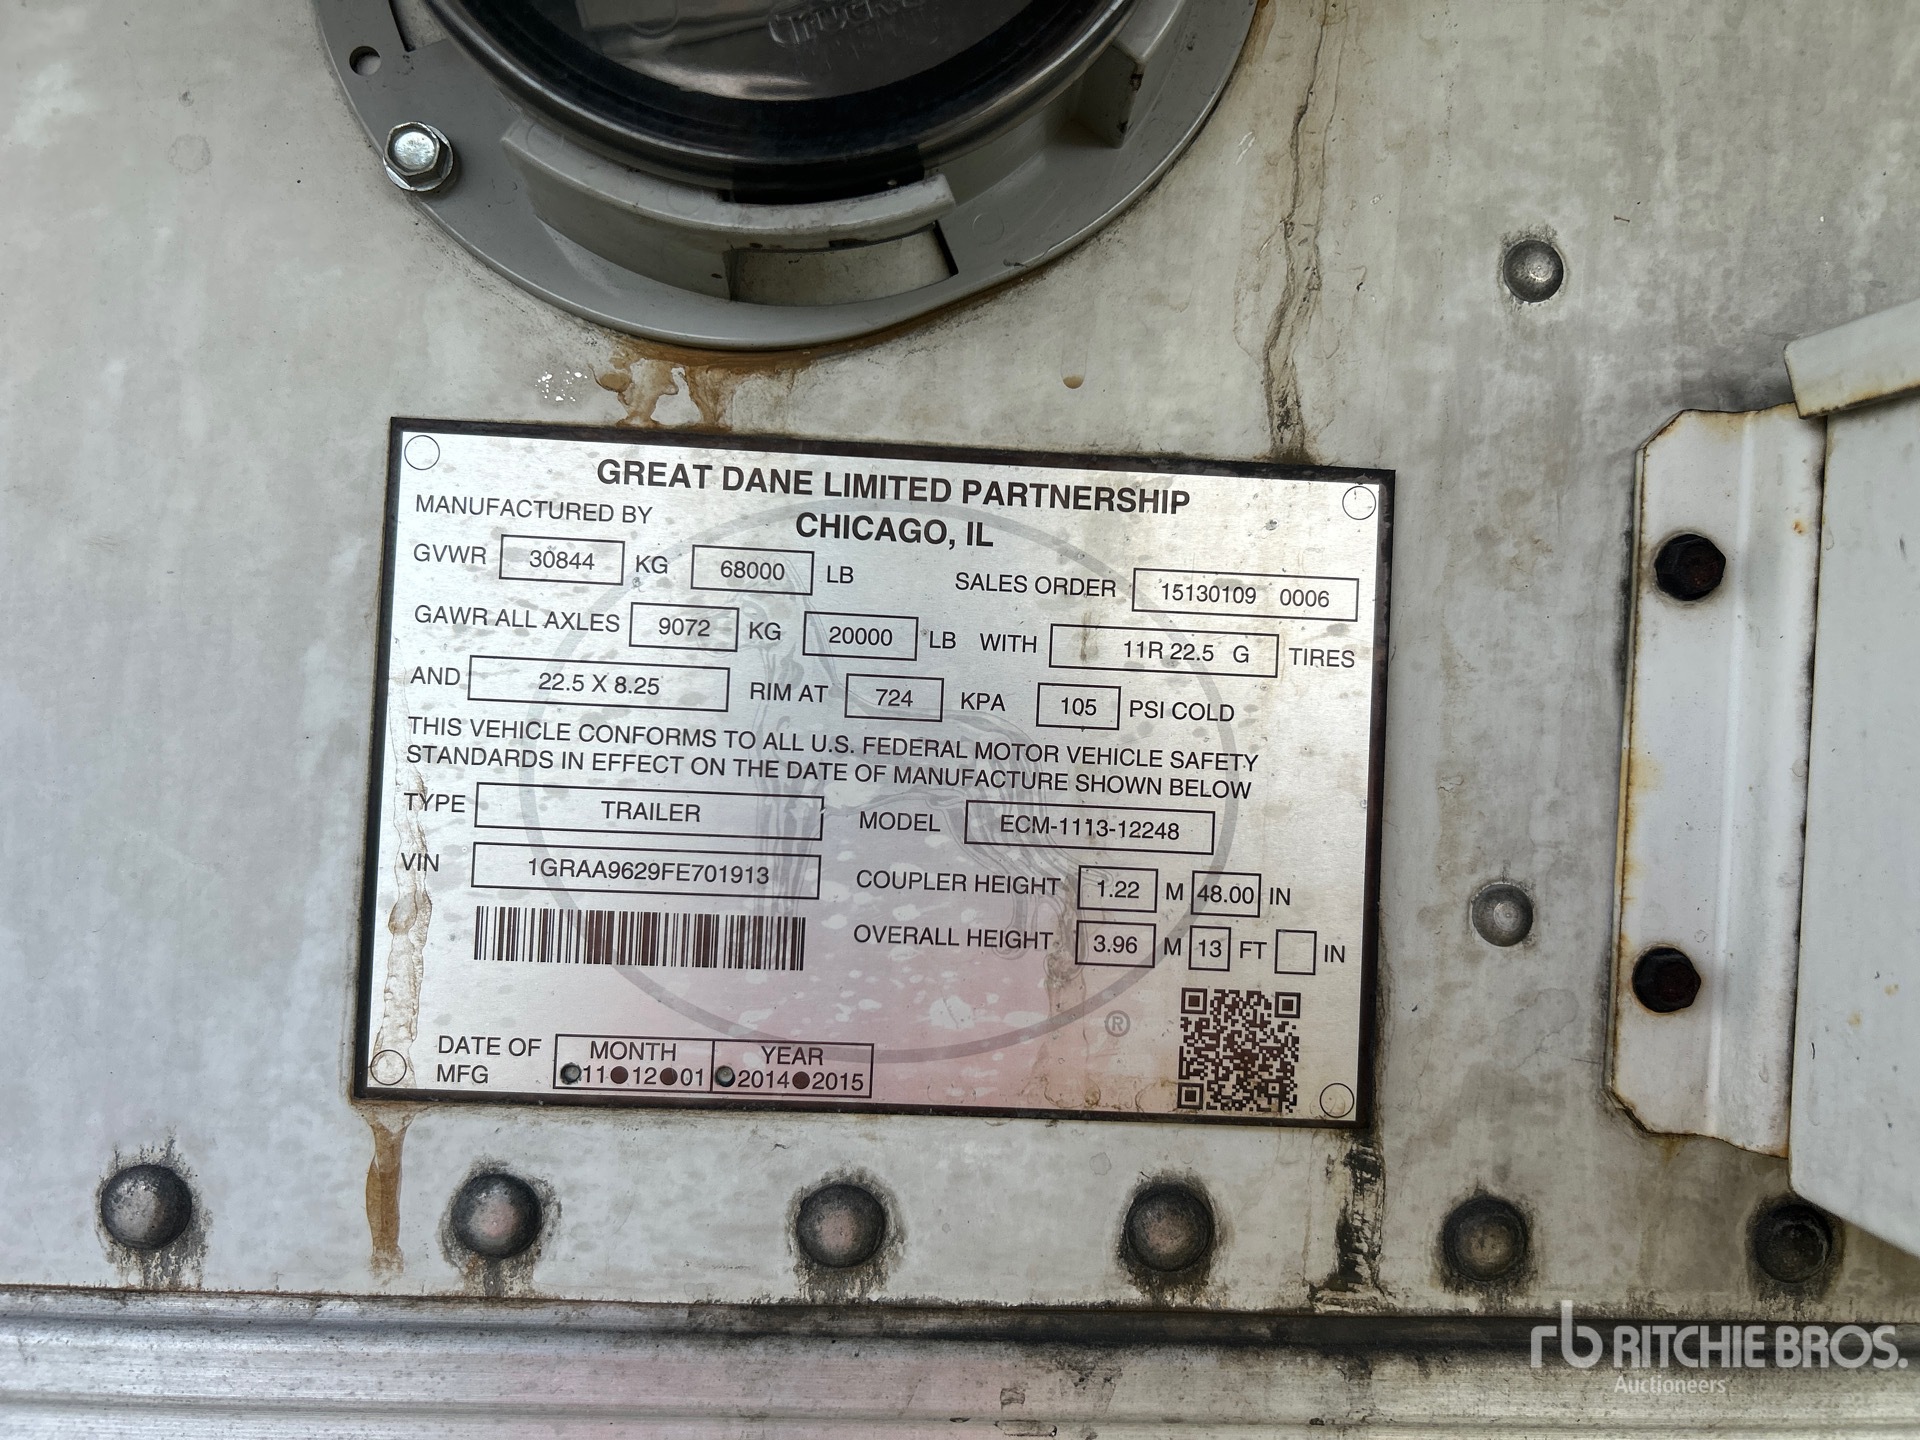 TRUCK
GREAT DANE LIMITED PARTNERSHIP
MANUFACTURED BY
CHICAGO, IL
GVWR 30844 KG 68000 LB SALES ORDER 15130109 0006
GAWR ALL AXLES 9072 KG 20000 LB WITH 11R 22.5 G TIRES
AND 22.5 X 8.25 RIM AT 724 KPA 105 PSI COLD
THIS VEHICLE CONFORMS TO ALL U.S. FEDERAL MOTOR VEHICLE SAFETY
STANDARDS IN EFFECT ON THE DATE OF MANUFACTURE SHOWN BELOW
TYPE TRAILER MODEL ECM-1113-12248
VIN 1GRAA9629FE701913 COUPLER HEIGHT 1.22 M 48.00 IN
OVERALL HEIGHT 3.96 M 13 FT IN
®
DATE OF MFG MONTH YEAR
11 12 01 2014 2015
rb RITCHIE BROS.
Auctioneers